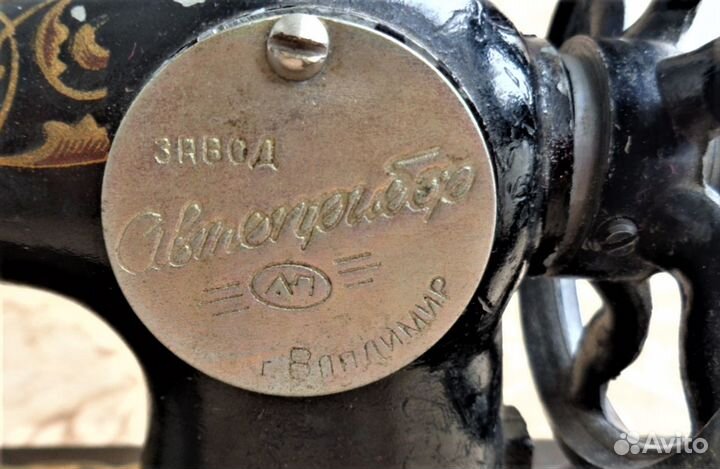 ЗАВОД
Автоприбор
АП
г. Владимир
Avito